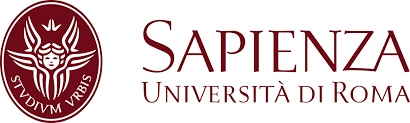 STVDIVM VRBIS
SAPIENZA
UNIVERSITÀ DI ROMA